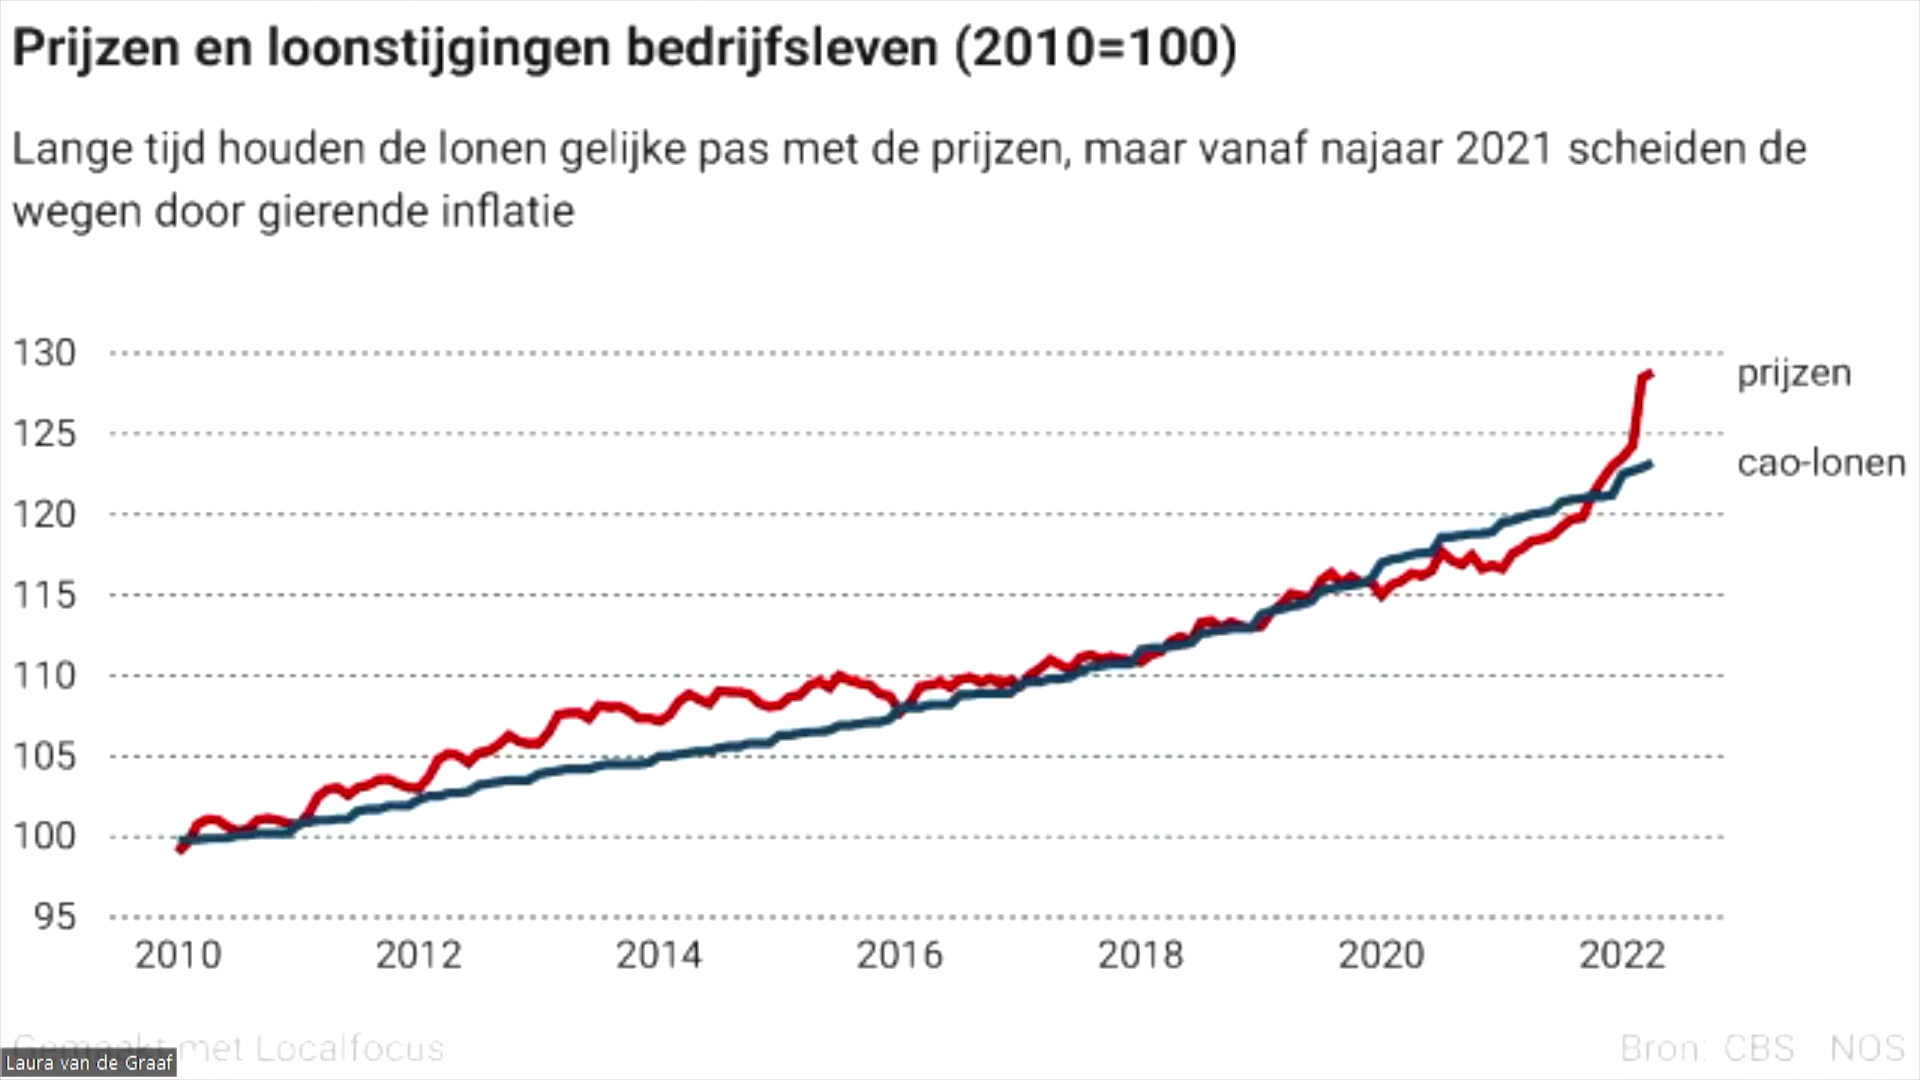 Prijzen en loonstijgingen bedrijfsleven (2010=100)
Lange tijd houden de lonen gelijke pas met de prijzen, maar vanaf najaar 2021 scheiden de
wegen door gierende inflatie
130
prijzen
125
cao-lonen
120
115
110
105
100
95
2010 2012 2014 2016 2018 2020 2022
Gemaakt met Localfocus
Bron: CBS NOS
Laura van de Graaf